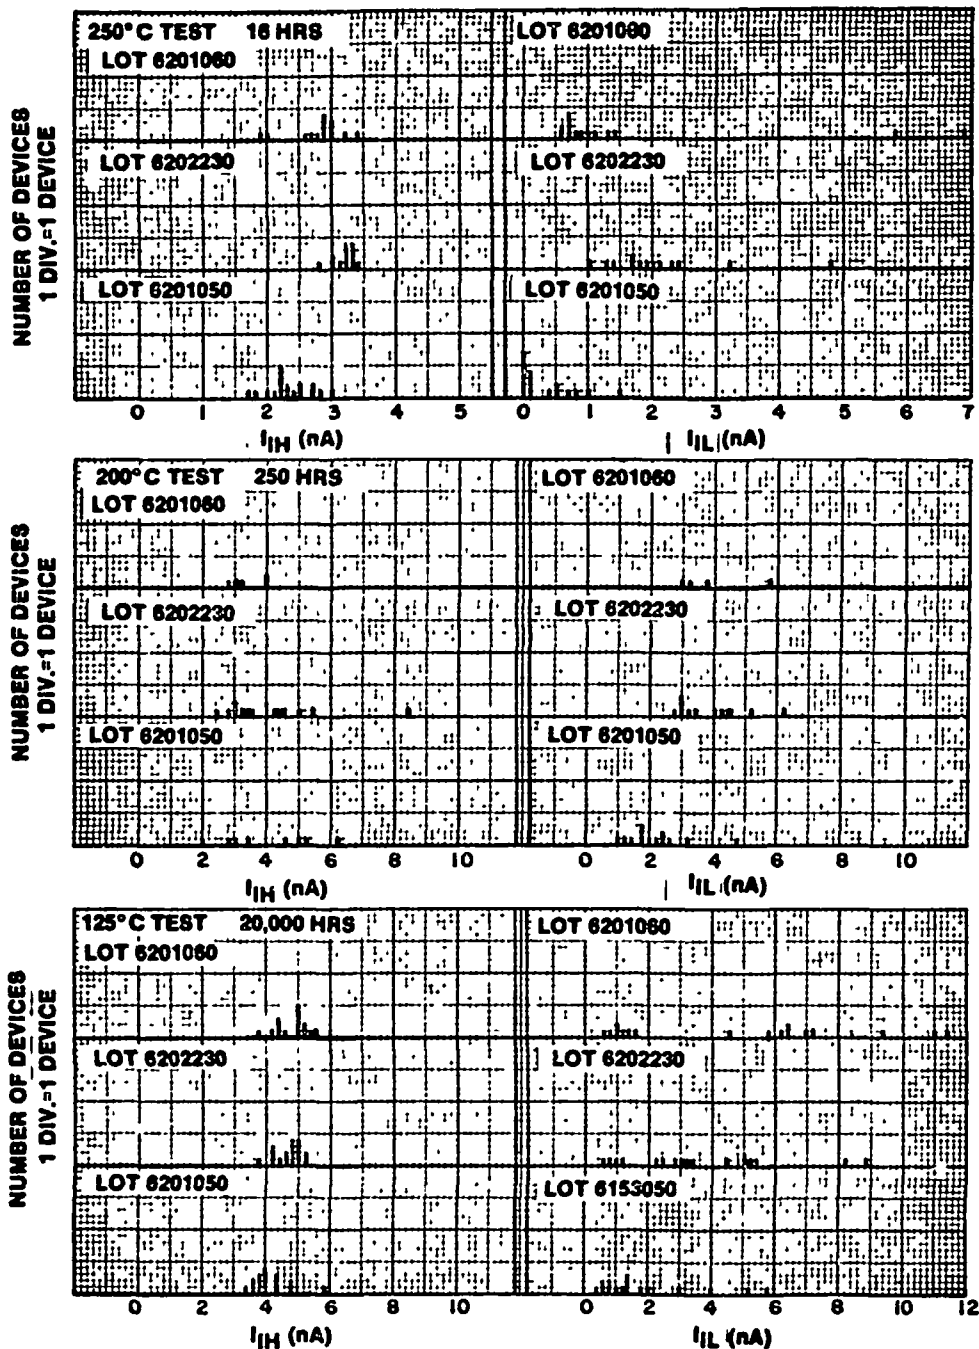 250°C TEST 16 HRS
LOT 6201060
LOT 6202230
LOT 6201050
LOT 6201060
LOT 6202230
LOT 6201050
NUMBER OF DEVICES
1 DIV.=1 DEVICE
0 1 2 3 4 5
0 1 2 3 4 5 6 7
IIH (nA)
IIL (nA)
200°C TEST 250 HRS
LOT 6201060
LOT 6202230
LOT 6201050
LOT 6201060
LOT 6202230
LOT 6201050
NUMBER OF DEVICES
1 DIV.=1 DEVICE
0 2 4 6 8 10
0 2 4 6 8 10
IIH (nA)
IIL (nA)
125°C TEST 20,000 HRS
LOT 6201060
LOT 6202230
LOT 6201050
LOT 6201060
LOT 6202230
LOT 6153050
NUMBER OF DEVICES
1 DIV.=1 DEVICE
0 2 4 6 8 10
0 2 4 6 8 10 12
IIH (nA)
IIL (nA)